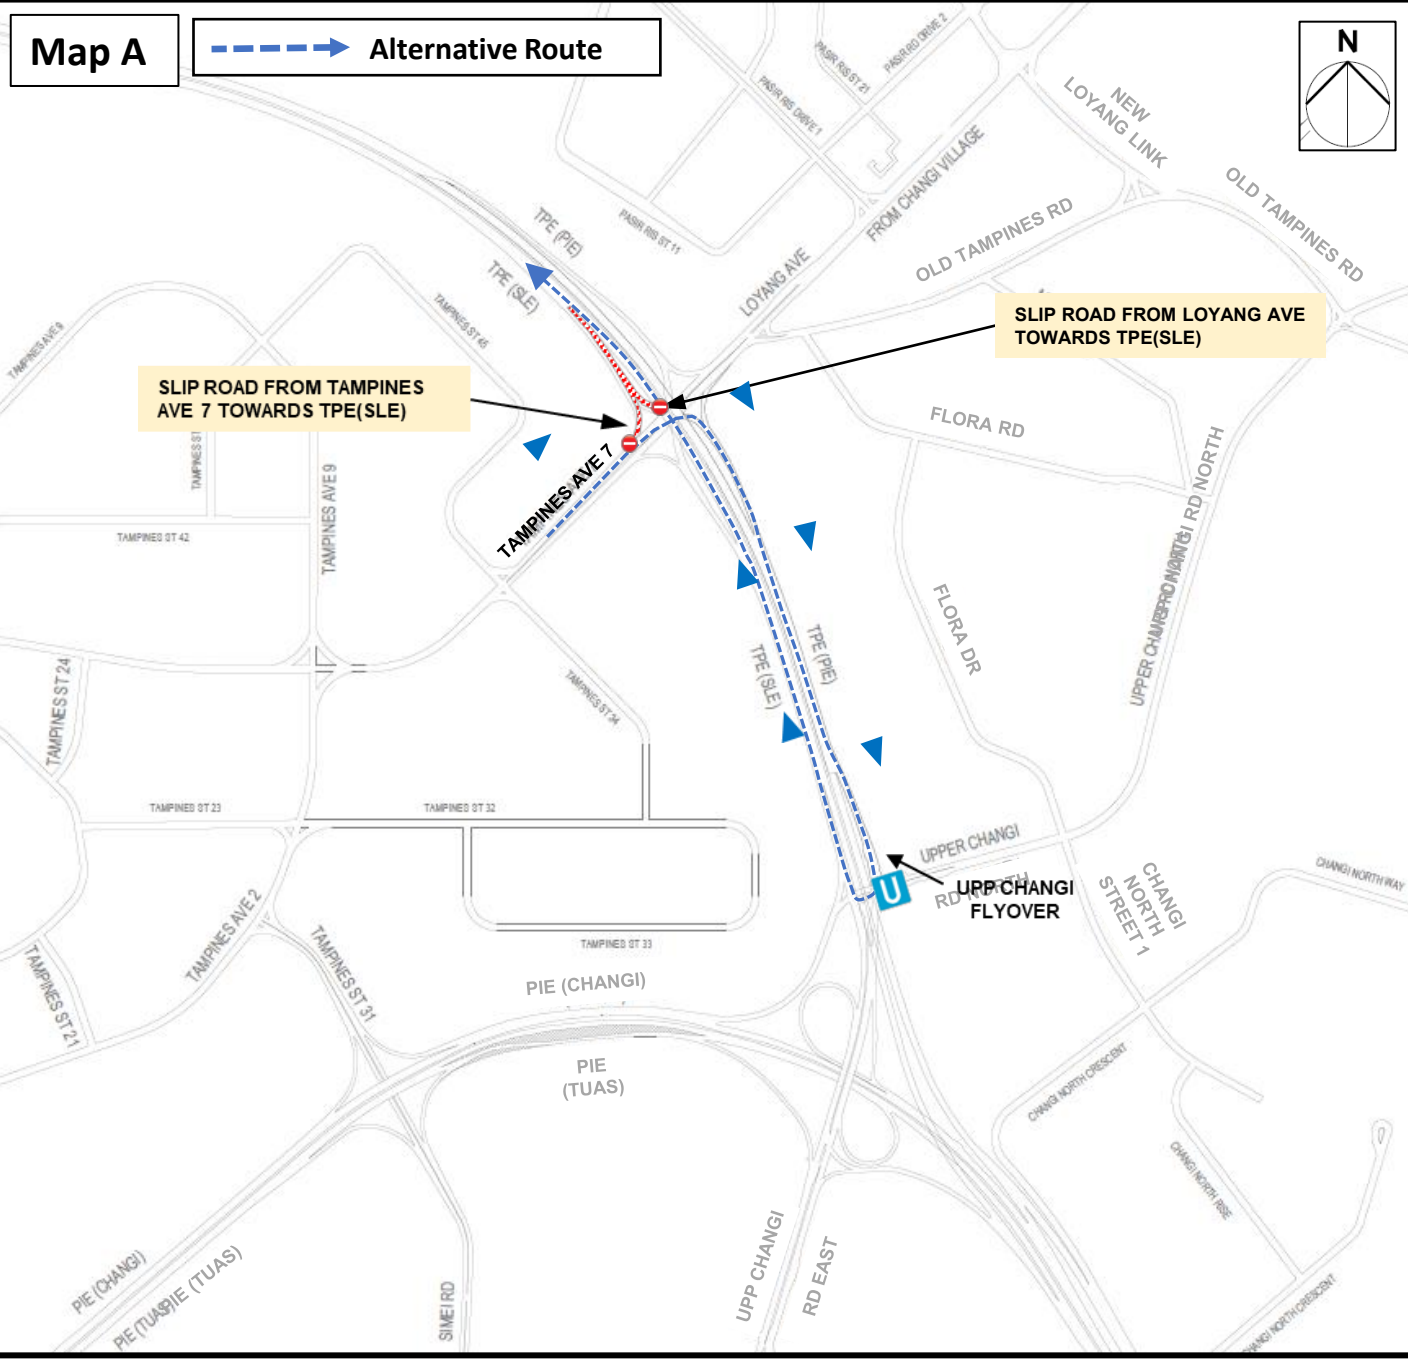 Map A
Alternative Route
N
PASIR RIS ST 21
PASIR RIS DRIVE 1
NEW
LOYANG LINK
FROM CHANGI VILLAGE
OLD TAMPINES RD
OLD TAMPINES RD
PASIR RIS ST 11
TPE (PIE)
TPE (SLE)
LOYANG AVE
TAMPINES AVE 9
SLIP ROAD FROM LOYANG AVE
TOWARDS TPE(SLE)
SLIP ROAD FROM TAMPINES
AVE 7 TOWARDS TPE(SLE)
FLORA RD
TAMPINES AVE 7
TAMPINES AVE 9
TAMPINES ST 42
FLORA DR
TPE (PIE)
TPE (SLE)
TAMPINES ST 24
TAMPINES ST 34
TAMPINES ST 23
TAMPINES ST 32
UPPER CHANGI
RD NORTH
U
UPP CHANGI
FLYOVER
CHANGI
NORTH
STREET 1
CHANGI NORTH WAY
TAMPINES AVE 2
TAMPINES ST 33
TAMPINES ST 31
TAMPINES ST 21
PIE (CHANGI)
PIE
(TUAS)
CHANGI NORTH CRESCENT
CHANGI NORTH RISE
PIE (CHANGI)
PIE (TUAS)
SIMEI RD
UPP CHANGI
RD EAST
CHANGI NORTH CRESCENT